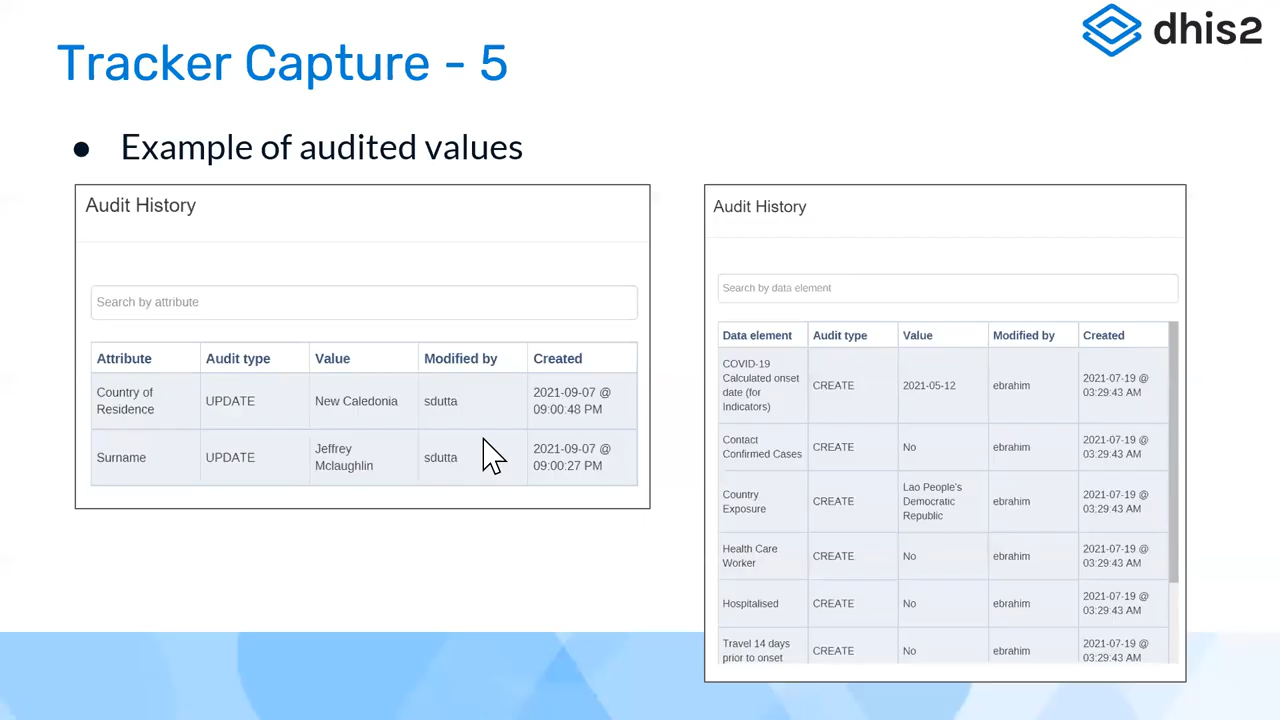 dhis2
Tracker Capture - 5
● Example of audited values
Audit History
Search by attribute
Attribute Audit type Value Modified by Created
Country of
Residence
UPDATE New Caledonia sdutta
2021-09-07 @
09:00:48 PM
Surname UPDATE
Jeffrey
Mclaughlin
sdutta
2021-09-07 @
09:00:27 PM
Audit History
Search by data element
Data element Audit type Value Modified by Created
COVID-19
Calculated onset
date (for
Indicators)
CREATE 2021-05-12 ebrahim
2021-07-19 @
03:29:43 AM
Contact
Confirmed Cases
CREATE No ebrahim
2021-07-19 @
03:29:43 AM
Country
Exposure
CREATE
Lao People's
Democratic
Republic
ebrahim
2021-07-19 @
03:29:43 AM
Health Care
Worker
CREATE No ebrahim
2021-07-19 @
03:29:43 AM
Hospitalised CREATE No ebrahim
2021-07-19 @
03:29:43 AM
Travel 14 days
prior to onset
CREATE No ebrahim
2021-07-19 @
03:29:43 AM